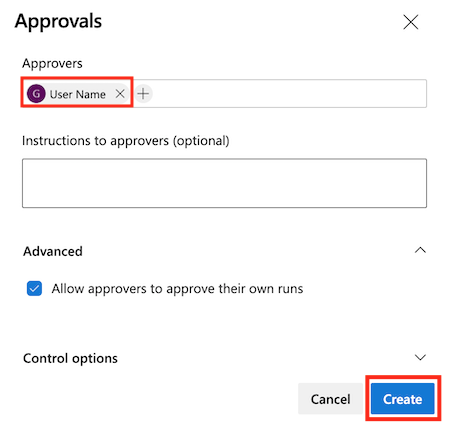 Approvals
Approvers
G User Name
Instructions to approvers (optional)
Advanced
Allow approvers to approve their own runs
Control options
Cancel Create